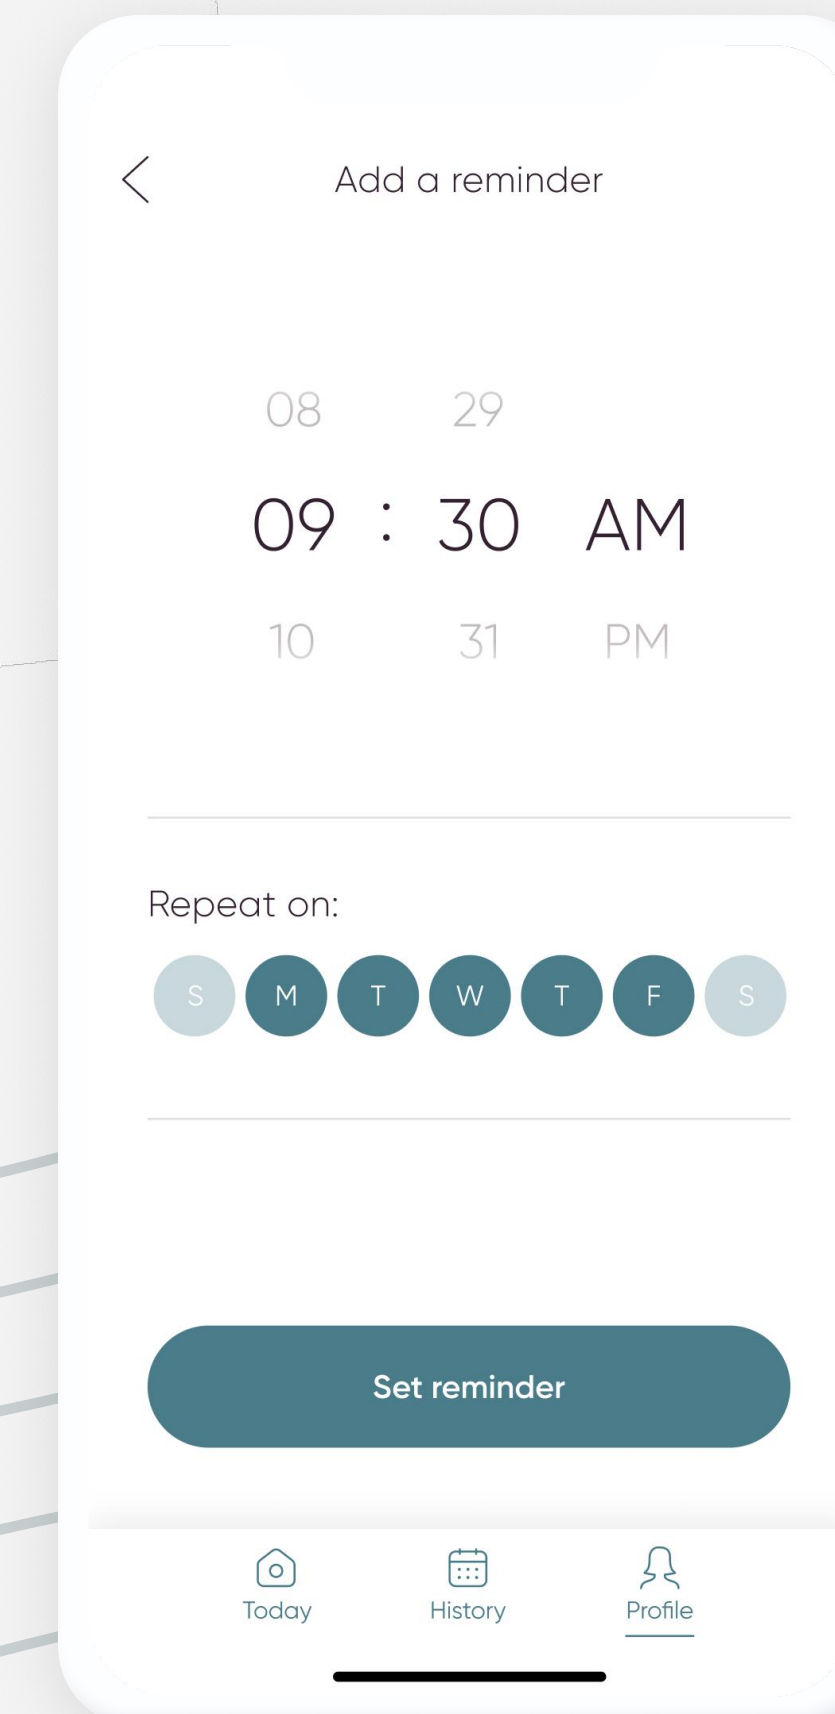 Add a reminder
08 29
09 : 30 AM
10 31 PM
Repeat on:
S M T W T F S
Set reminder
Today History Profile